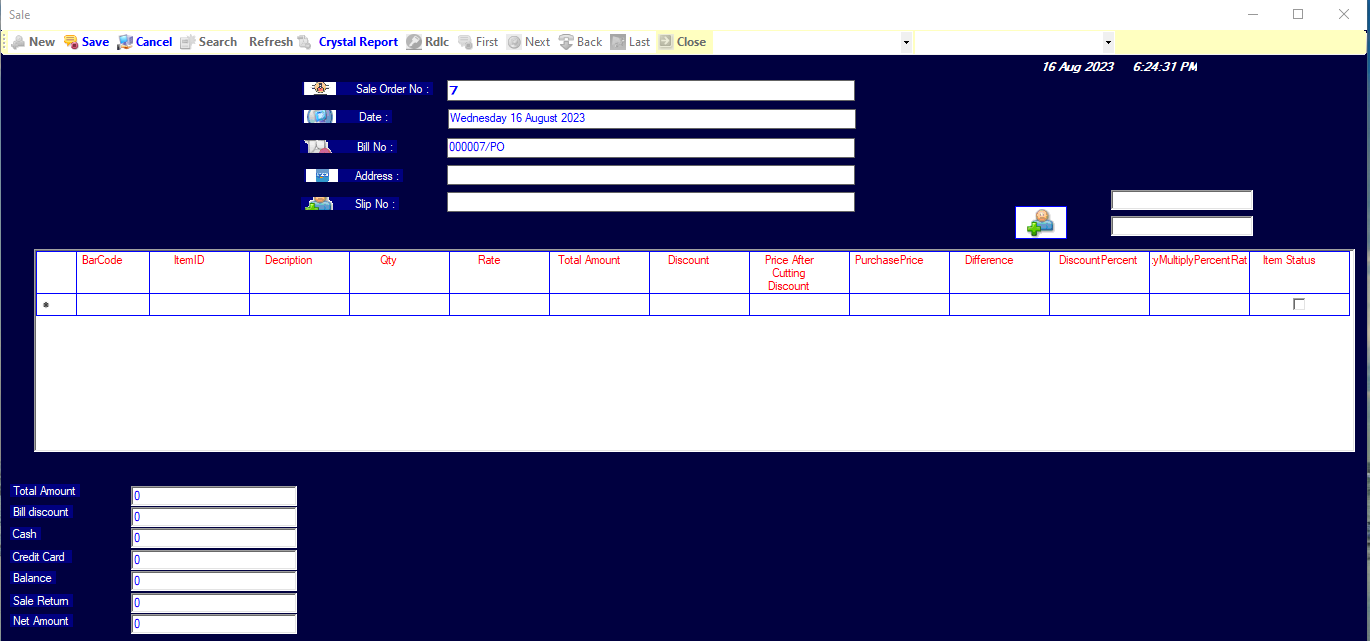 Sale
New Save Cancel Search Refresh Crystal Report Rdlc First Next Back Last Close
16 Aug 2023 6:24:31 PM
Sale Order No : 7
Date : Wednesday 16 August 2023
Bill No : 000007/PO
Address :
Slip No :
BarCode ItemID Decription Qty Rate Total Amount Discount Price After Cutting Discount PurchasePrice Difference DiscountPercent yMultiplyPercentRat Item Status
*
Total Amount 0
Bill discount 0
Cash 0
Credit Card 0
Balance 0
Sale Return 0
Net Amount 0